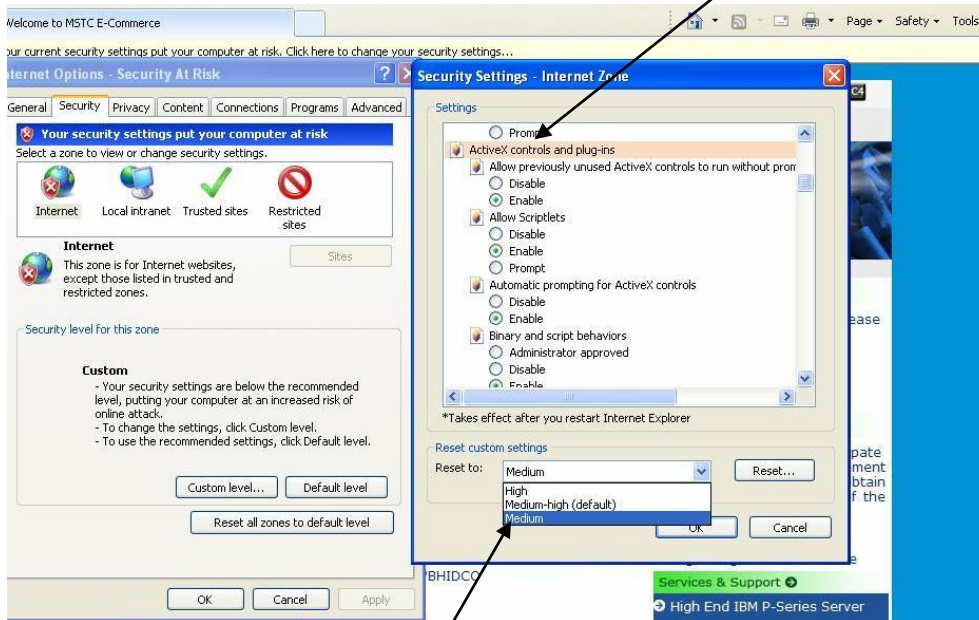 Welcome to MSTC E-Commerce
Page Safety Tools
our current security settings put your computer at risk. Click here to change your security settings...
nternet Options - Security At Risk
General Security Privacy Content Connections Programs Advanced
Your security settings put your computer at risk
Select a zone to view or change security settings.
Internet Local intranet Trusted sites Restricted sites
Internet
Sites
This zone is for Internet websites,
except those listed in trusted and
restricted zones.
Security level for this zone
Custom
- Your security settings are below the recommended
level, putting your computer at an increased risk of
online attack.
- To change the settings, click Custom level.
- To use the recommended settings, click Default level.
Custom level... Default level
Reset all zones to default level
OK Cancel Apply
Security Settings - Internet Zone
Settings
Prompt
ActiveX controls and plug-ins
Allow previously unused ActiveX controls to run without prom
Disable
Enable
Allow Scriptlets
Disable
Enable
Prompt
Automatic prompting for ActiveX controls
Disable
Enable
Binary and script behaviors
Administrator approved
Disable
Enable
*Takes effect after you restart Internet Explorer
Reset custom settings
Reset to: Medium Reset...
High
Medium-high (default)
Medium
OK Cancel
ease
pate
ment
btain
f the
e
BHIDCO
Services & Support
High End IBM P-Series Server